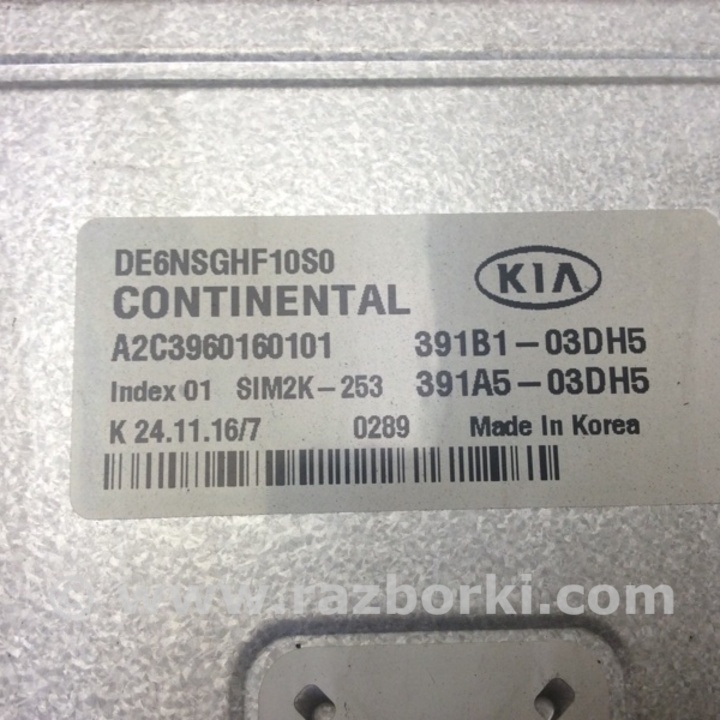 DE6NSGHF10S0
KIA
CONTINENTAL
A2C3960160101 391B1-03DH5
Index 01 SIM2K-253 391A5-03DH5
K 24.11.16/7 0289 Made In Korea
www.razborki.com